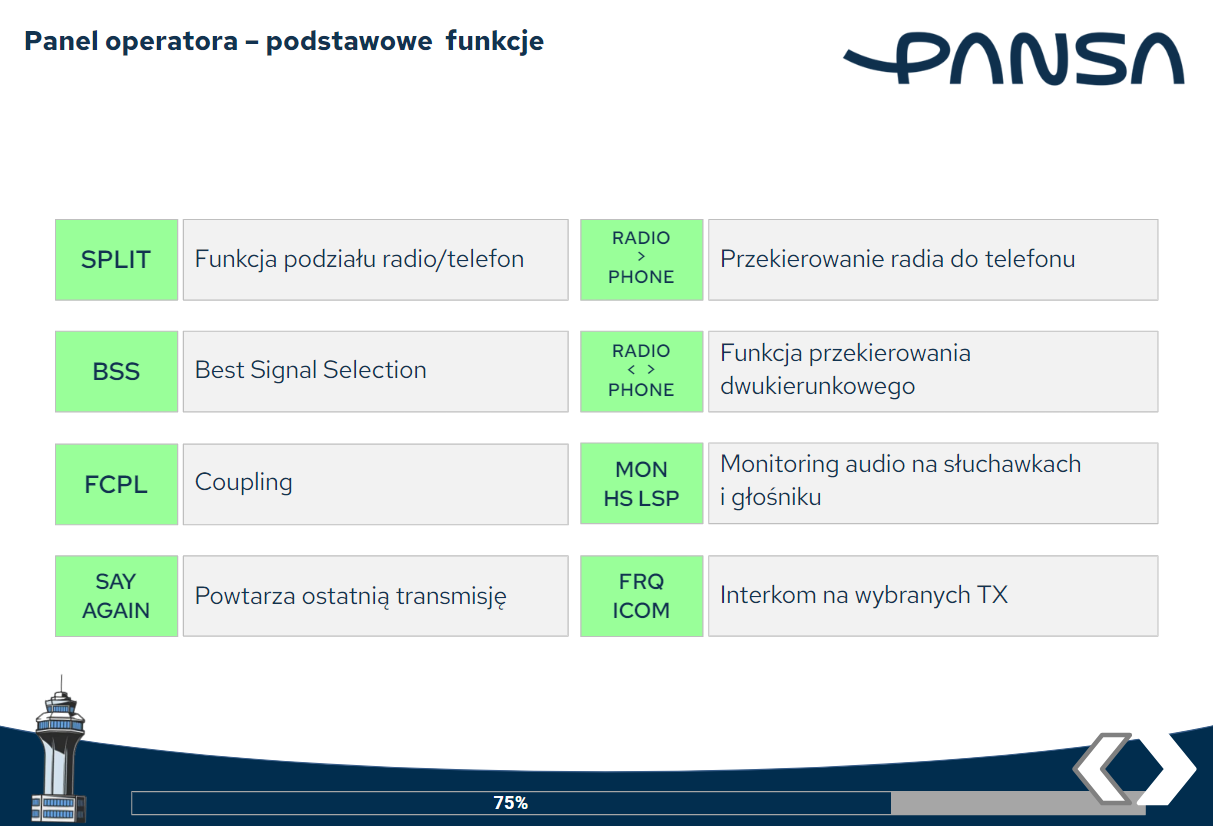 Panel operatora – podstawowe funkcje
PANSA
SPLIT
Funkcja podziału radio/telefon
RADIO
>
PHONE
Przekierowanie radia do telefonu
BSS
Best Signal Selection
RADIO
< >
PHONE
Funkcja przekierowania
dwukierunkowego
FCPL
Coupling
MON
HS LSP
Monitoring audio na słuchawkach
i głośniku
SAY
AGAIN
Powtarza ostatnią transmisję
FRQ
ICOM
Interkom na wybranych TX
75%